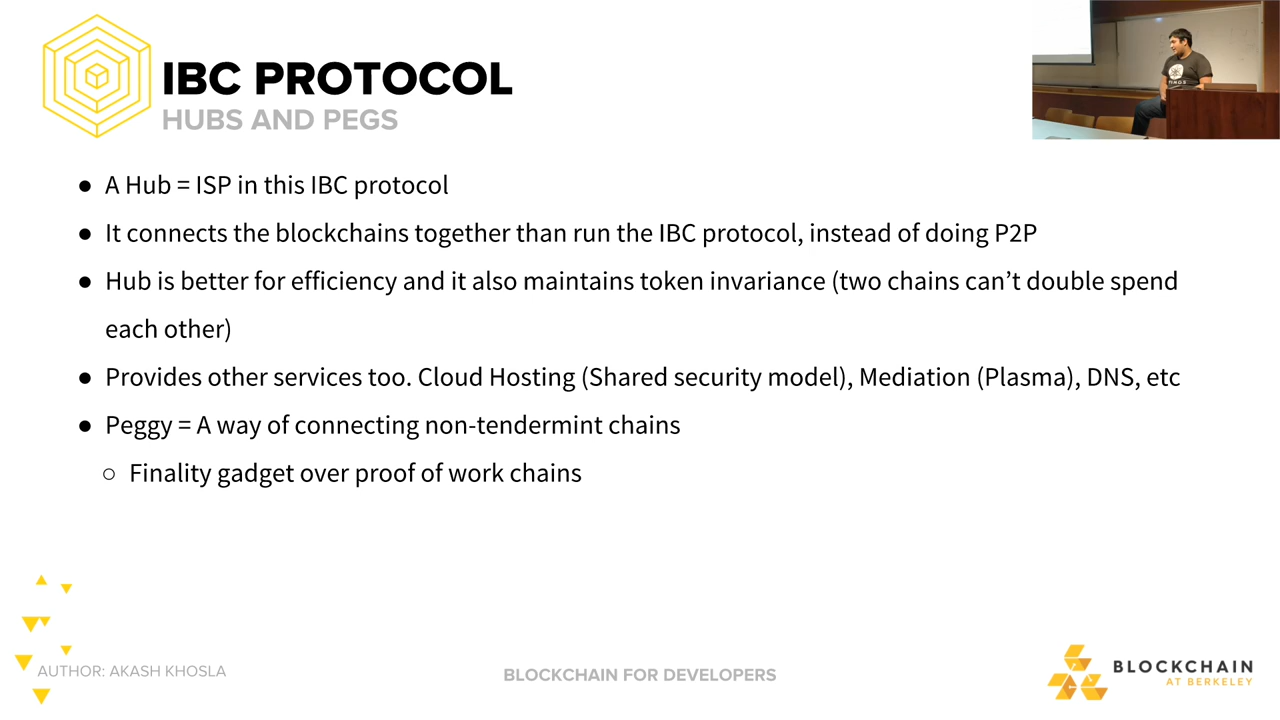 IBC PROTOCOL
HUBS AND PEGS
● A Hub = ISP in this IBC protocol
● It connects the blockchains together than run the IBC protocol, instead of doing P2P
● Hub is better for efficiency and it also maintains token invariance (two chains can’t double spend
each other)
● Provides other services too. Cloud Hosting (Shared security model), Mediation (Plasma), DNS, etc
● Peggy = A way of connecting non-tendermint chains
○ Finality gadget over proof of work chains
AUTHOR: AKASH KHOSLA
BLOCKCHAIN FOR DEVELOPERS
BLOCKCHAIN
AT BERKELEY